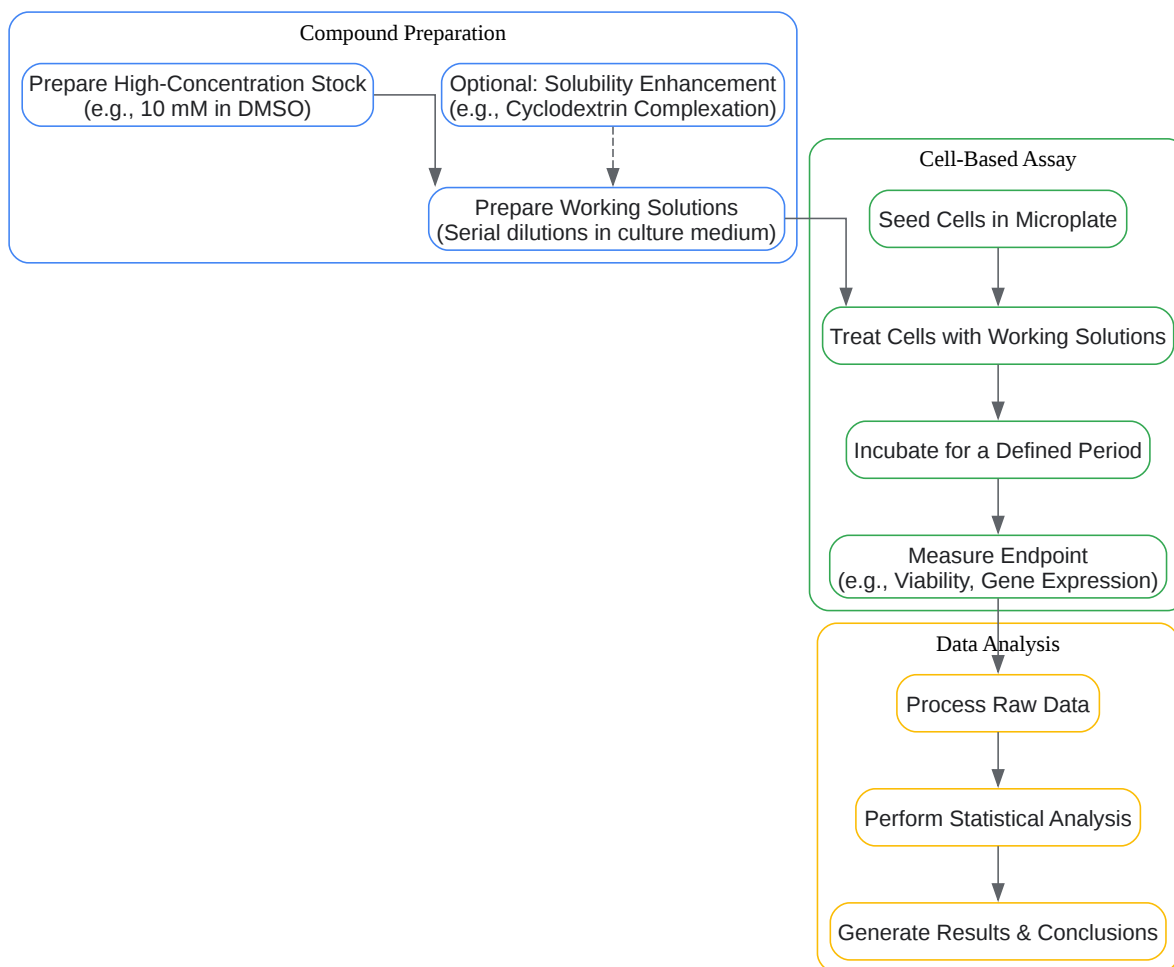 Compound Preparation
Prepare High-Concentration Stock
(e.g., 10 mM in DMSO)
Optional: Solubility Enhancement
(e.g., Cyclodextrin Complexation)
Prepare Working Solutions
(Serial dilutions in culture medium)
Cell-Based Assay
Seed Cells in Microplate
Treat Cells with Working Solutions
Incubate for a Defined Period
Measure Endpoint
(e.g., Viability, Gene Expression)
Data Analysis
Process Raw Data
Perform Statistical Analysis
Generate Results & Conclusions